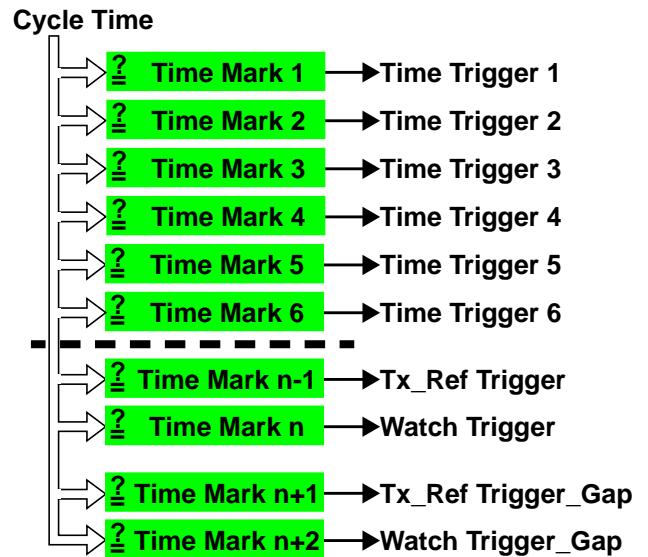 Cycle Time
≟ Time Mark 1 Time Trigger 1
≟ Time Mark 2 Time Trigger 2
≟ Time Mark 3 Time Trigger 3
≟ Time Mark 4 Time Trigger 4
≟ Time Mark 5 Time Trigger 5
≟ Time Mark 6 Time Trigger 6
≟ Time Mark n-1 Tx_Ref Trigger
≟ Time Mark n Watch Trigger
≟ Time Mark n+1 Tx_Ref Trigger_Gap
≟ Time Mark n+2 Watch Trigger_Gap